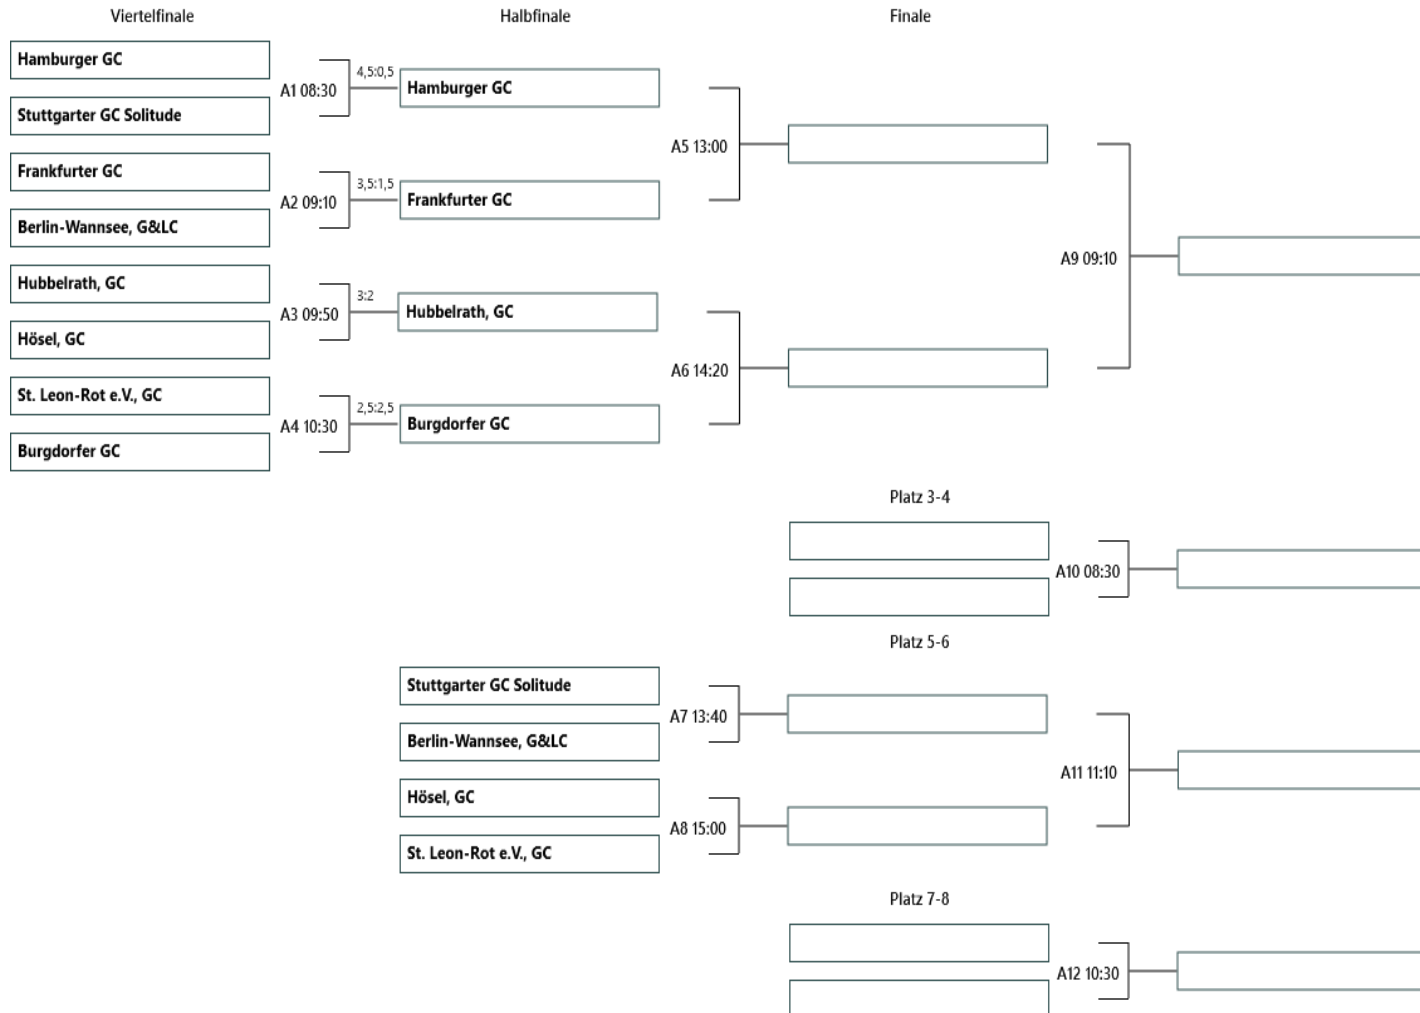 Viertelfinale
Halbfinale
Finale
Hamburger GC
Stuttgarter GC Solitude
A1 08:30
4,5:0,5
Hamburger GC
Frankfurter GC
Berlin-Wannsee, G&LC
A2 09:10
3,5:1,5
Frankfurter GC
A5 13:00
Hubbelrath, GC
Hösel, GC
A3 09:50
3:2
Hubbelrath, GC
St. Leon-Rot e.V., GC
Burgdorfer GC
A4 10:30
2,5:2,5
Burgdorfer GC
A6 14:20
A9 09:10
Platz 3-4
A10 08:30
Platz 5-6
Stuttgarter GC Solitude
Berlin-Wannsee, G&LC
A7 13:40
Hösel, GC
St. Leon-Rot e.V., GC
A8 15:00
A11 11:10
Platz 7-8
A12 10:30